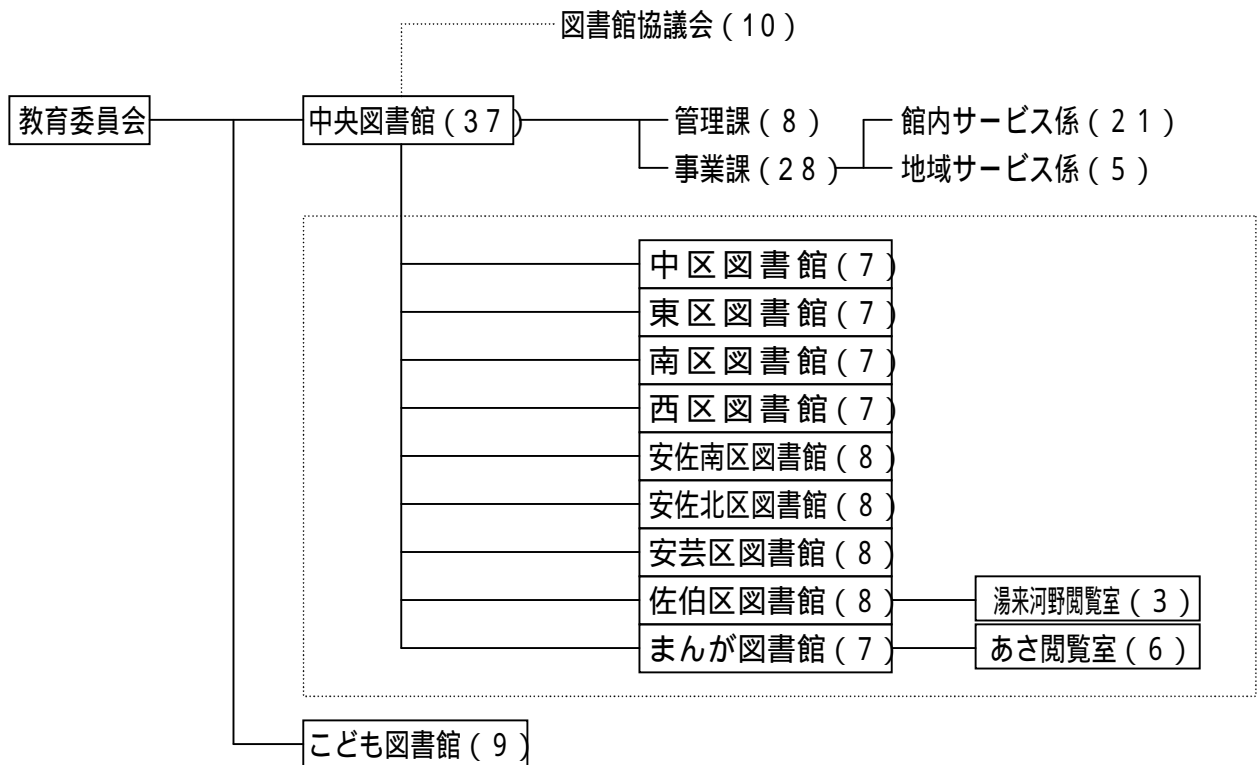 図書館協議会(10)
教育委員会 中央図書館(37) 管理課(8) 館内サービス係(21)
事業課(28) 地域サービス係(5)
中区図書館(7)
東区図書館(7)
南区図書館(7)
西区図書館(7)
安佐南区図書館(8)
安佐北区図書館(8)
安芸区図書館(8)
佐伯区図書館(8) 湯来河野閲覧室(3)
まんが図書館(7) あさ閲覧室(6)
こども図書館(9)